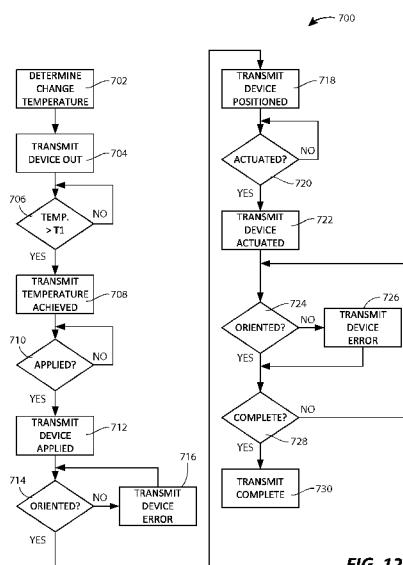 700
DETERMINE
CHANGE
TEMPERATURE
702
TRANSMIT
DEVICE OUT
704
706
TEMP.
> T1
NO
YES
TRANSMIT
TEMPERATURE
ACHIEVED
708
710
APPLIED?
NO
YES
TRANSMIT
DEVICE
APPLIED
712
714
ORIENTED?
NO
716
TRANSMIT
DEVICE
ERROR
YES
TRANSMIT
DEVICE
POSITIONED
718
ACTUATED?
NO
720
YES
TRANSMIT
DEVICE
ACTUATED
722
724
ORIENTED?
NO
726
TRANSMIT
DEVICE
ERROR
YES
COMPLETE?
NO
728
YES
TRANSMIT
COMPLETE
730
FIG. 12